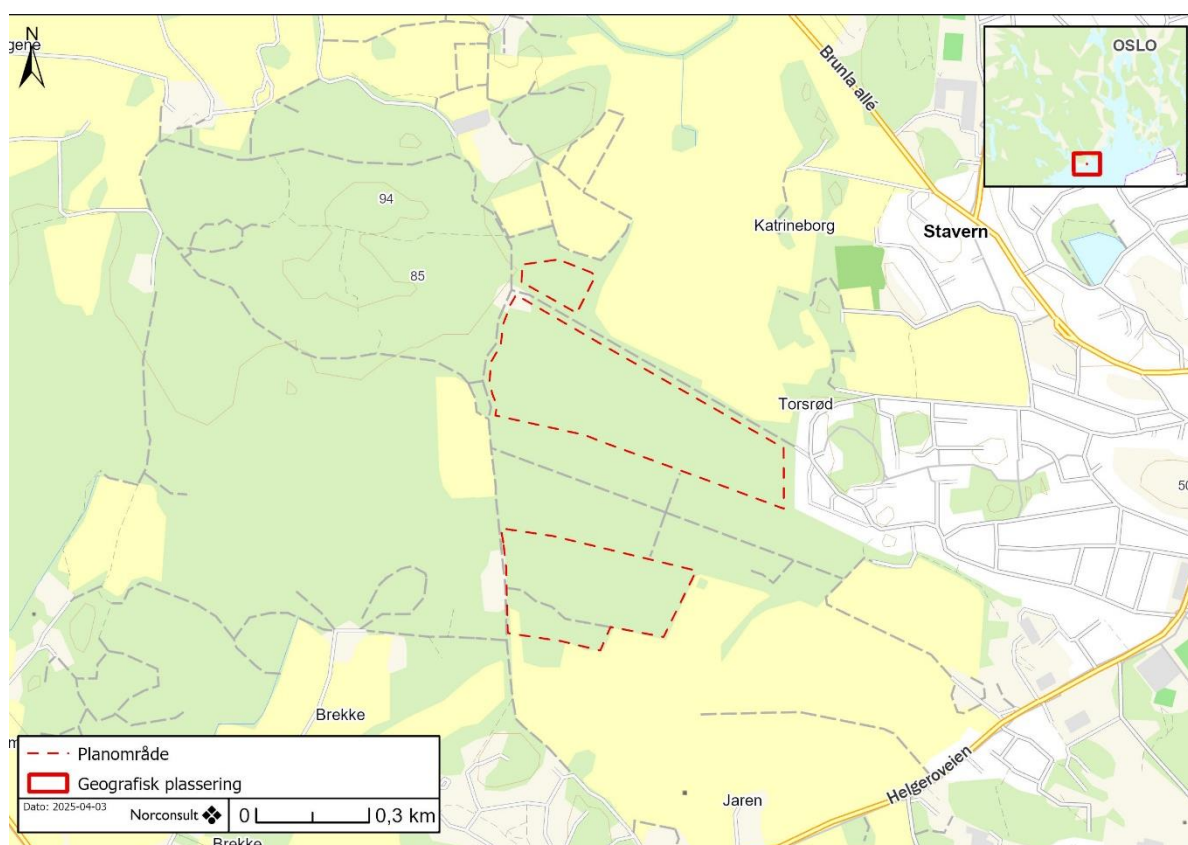 N
gene
OSLO
Brunla allé
94
Katrineborg
Stavern
85
Torsrød
50
Brekke
Planområde
Geografisk plassering
Dato: 2025-04-03
Norconsult
0
0,3 km
Jaren
Helgeroveien
Brekke